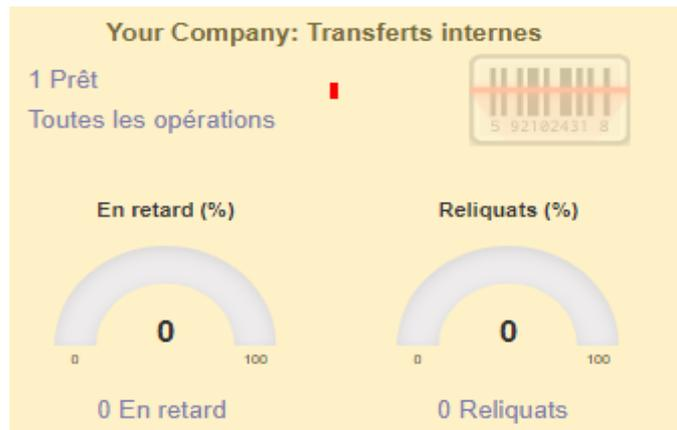 Your Company: Transferts internes
1 Prêt
Toutes les opérations
5 92102431 8
En retard (%)
Reliquats (%)
0
0
0 100
0 100
0 En retard
0 Reliquats